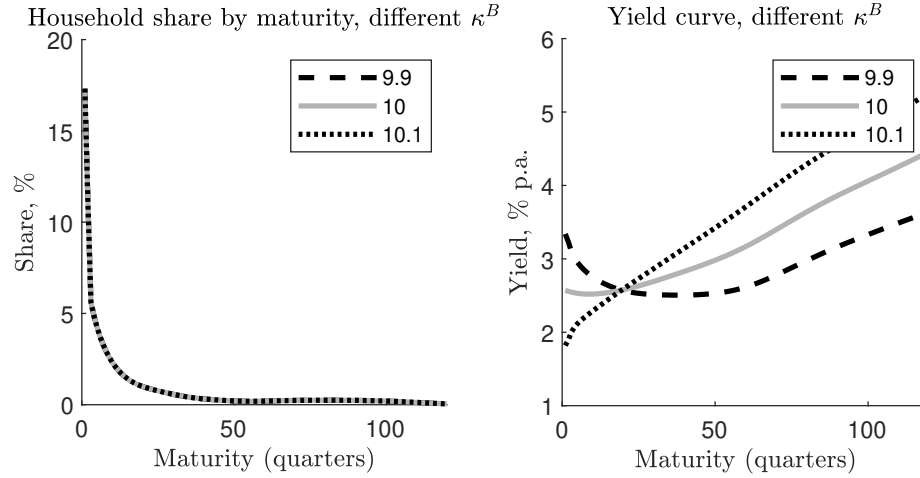 Household share by maturity, different κ^B
20
15
10
5
0
Share, %
9.9
10
10.1
0 50 100
Maturity (quarters)
Yield curve, different κ^B
6
5
4
3
2
1
Yield, % p.a.
9.9
10
10.1
0 50 100
Maturity (quarters)